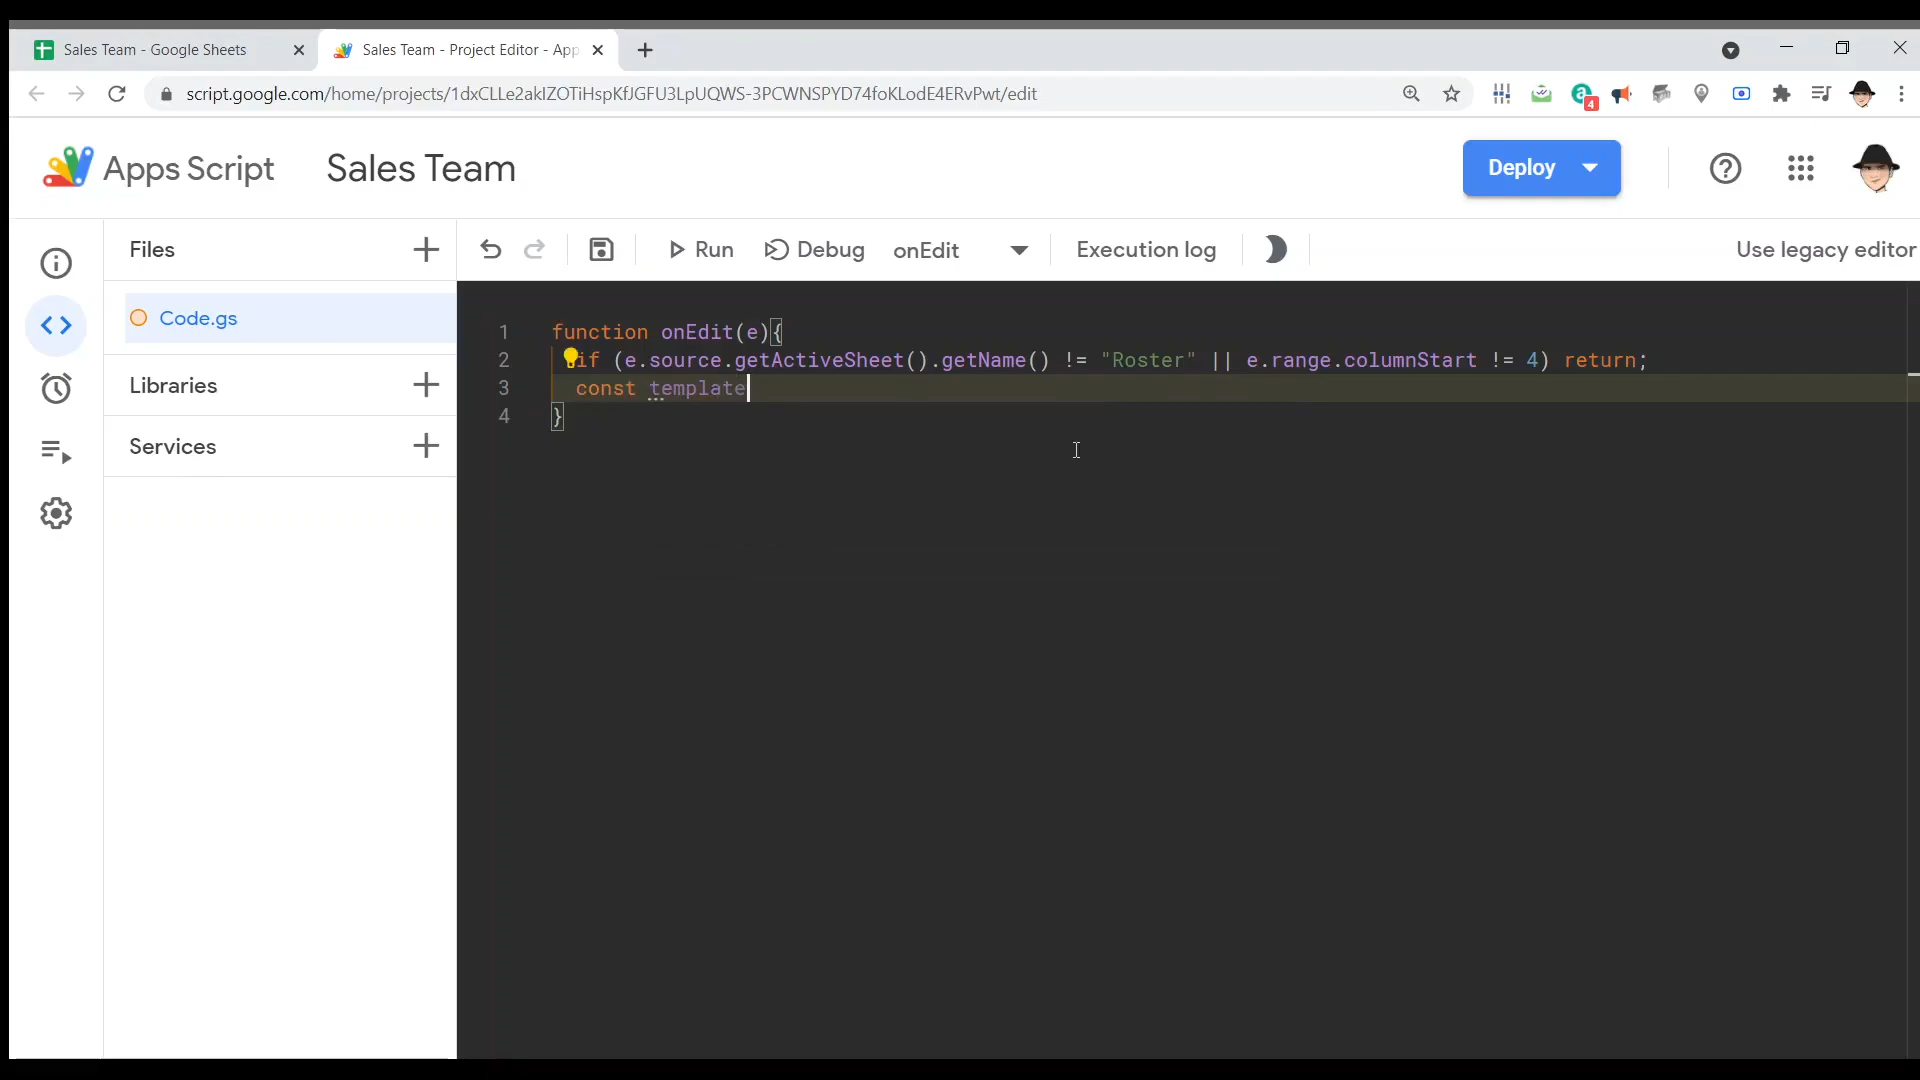 Sales Team - Google Sheets
Sales Team - Project Editor - App
script.google.com/home/projects/1dxCLLe2akIZOTiHspKfJGFU3LpUQWS-3PCWNSPYD74foKLodE4ERvPwt/edit
4
Apps Script
Sales Team
Deploy
Files
Run
Debug
onEdit
Execution log
Use legacy editor
Code.gs
Libraries
Services
1 function onEdit(e){
2 if (e.source.getActiveSheet().getName() != "Roster" || e.range.columnStart != 4) return;
3 const template
4 }